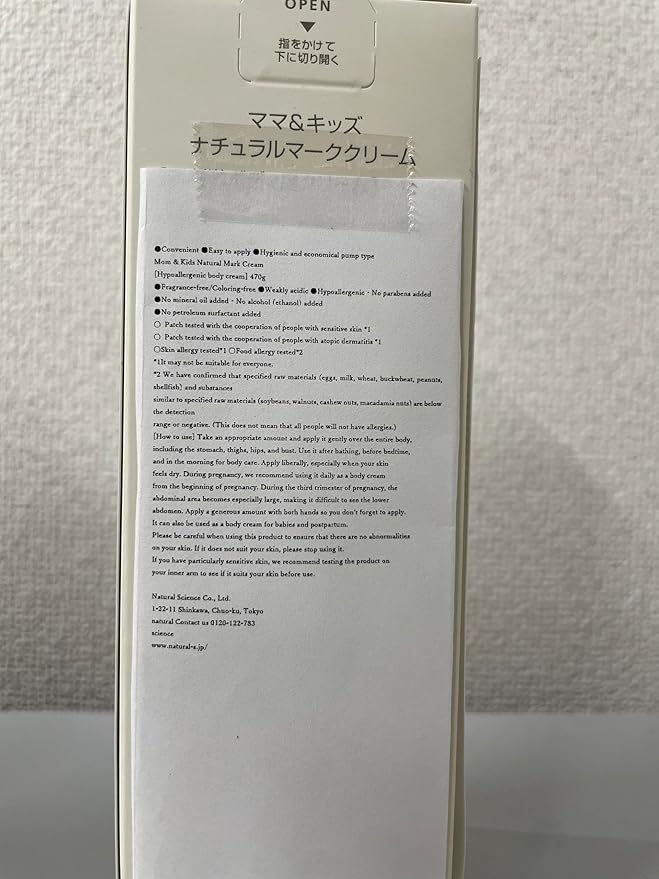 OPEN
▼
指をかけて
下に切り開く
ママ&キッズ
ナチュラルマーククリーム
●Convenient ●Easy to apply ●Hygienic and economical pump type
Mom & Kids Natural Mark Cream
[Hypoallergenic body cream] 470g
●Fragrance-free/Coloring-free ●Weakly acidic ●Hypoallergenic · No parabens added
●No mineral oil added · No alcohol (ethanol) added
●No petroleum surfactant added
○ Patch tested with the cooperation of people with sensitive skin *1
○ Patch tested with the cooperation of people with atopic dermatitis *1
○Skin allergy tested*1 ○Food allergy tested*2
*1It may not be suitable for everyone.
*2 We have confirmed that specified raw materials (eggs, milk, wheat, buckwheat, peanuts,
shellfish) and substances
similar to specified raw materials (soybeans, walnuts, cashew nuts, macadamia nuts) are below
the detection
range or negative. (This does not mean that all people will not have allergies.)
[How to use] Take an appropriate amount and apply it gently over the entire body,
including the stomach, thighs, hips, and bust. Use it after bathing, before bedtime,
and in the morning for body care. Apply liberally, especially when your skin
feels dry. During pregnancy, we recommend using it daily as a body cream
from the beginning of pregnancy. During the third trimester of pregnancy, the
abdominal area becomes especially large, making it difficult to see the lower
abdomen. Apply a generous amount with both hands so you don't forget to apply.
It can also be used as a body cream for babies and postpartum.
Please be careful when using this product to ensure that there are no abnormalities
on your skin. If it does not suit your skin, please stop using it.
If you have particularly sensitive skin, we recommend testing the product on
your inner arm to see if it suits your skin before use.
Natural Science Co., Ltd.
1-22-11 Shinkawa, Chuo-ku, Tokyo
natural Contact us 0120-122-783
science
www.natural-s.jp/